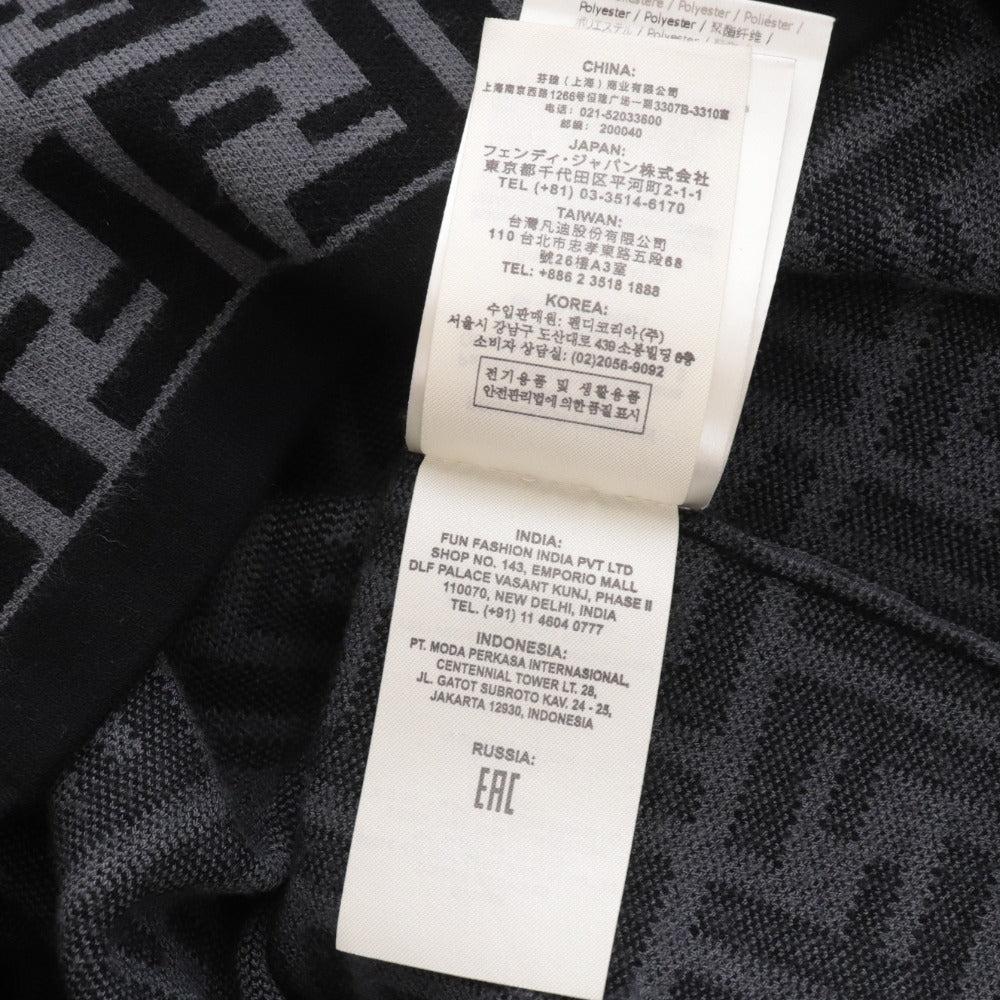 Polyester / Polyester / Poliéster /
Polyester / Polyester / 聚酯纤维 /
CHINA:
芬迪（上海）商业有限公司
上海南京西路1266号恒隆广场一期3307B-3310室
电话: 021-52033600
邮编: 200040
JAPAN:
フェンディ・ジャパン株式会社
東京都千代田区平河町2-1-1
TEL (+81) 03-3514-6170
TAIWAN:
台灣凡迪股份有限公司
110 台北市忠孝東路五段68
號26樓A3室
TEL: +886 2 3518 1888
KOREA:
수입판매원: 펜디코리아(주)
서울시 강남구 도산대로 439 소봉빌딩 6층
소비자 상담실: (02)2056-9092
전기용품 및 생활용품
안전관리법에 의한 품질 표시
INDIA:
FUN FASHION INDIA PVT LTD
SHOP NO. 143, EMPORIO MALL
DLF PALACE VASANT KUNJ, PHASE II
110070, NEW DELHI, INDIA
TEL. (+91) 11 4604 0777
INDONESIA:
PT. MODA PERKASA INTERNASIONAL,
CENTENNIAL TOWER LT. 28,
JL. GATOT SUBROTO KAV. 24 - 25,
JAKARTA 12930, INDONESIA
RUSSIA:
EAC